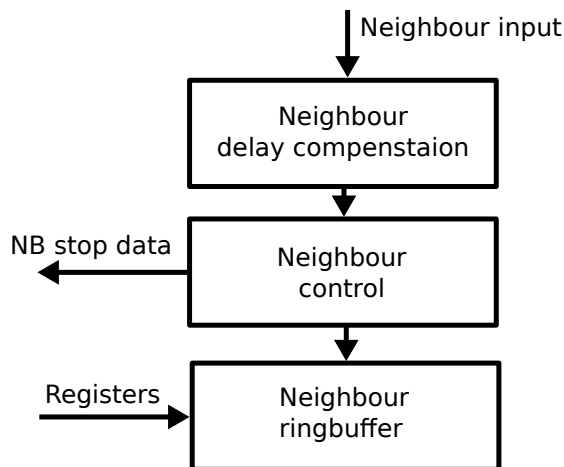 Neighbour input
Neighbour
delay compenstaion
NB stop data
Neighbour
control
Registers
Neighbour
ringbuffer